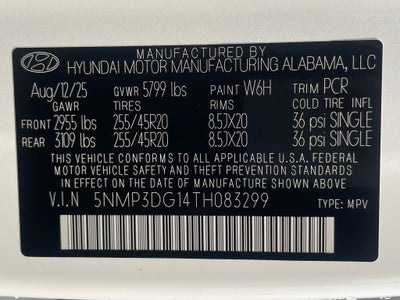 MANUFACTURED BY
HYUNDAI MOTOR MANUFACTURING ALABAMA, LLC
Aug/12/25 GVWR 5799 lbs PAINT W6H TRIM PCR
GAWR TIRES RIMS COLD TIRE INFL
FRONT 2955 lbs 255/45R20 8.5JX20 36 psi SINGLE
REAR 3109 lbs 255/45R20 8.5JX20 36 psi SINGLE
THIS VEHICLE CONFORMS TO ALL APPLICABLE U.S.A. FEDERAL
MOTOR VEHICLE SAFETY AND THEFT PREVENTION STANDARDS
IN EFFECT ON THE DATE OF MANUFACTURE SHOWN ABOVE.
V.I.N 5NMP3DG14TH083299 TYPE: MPV